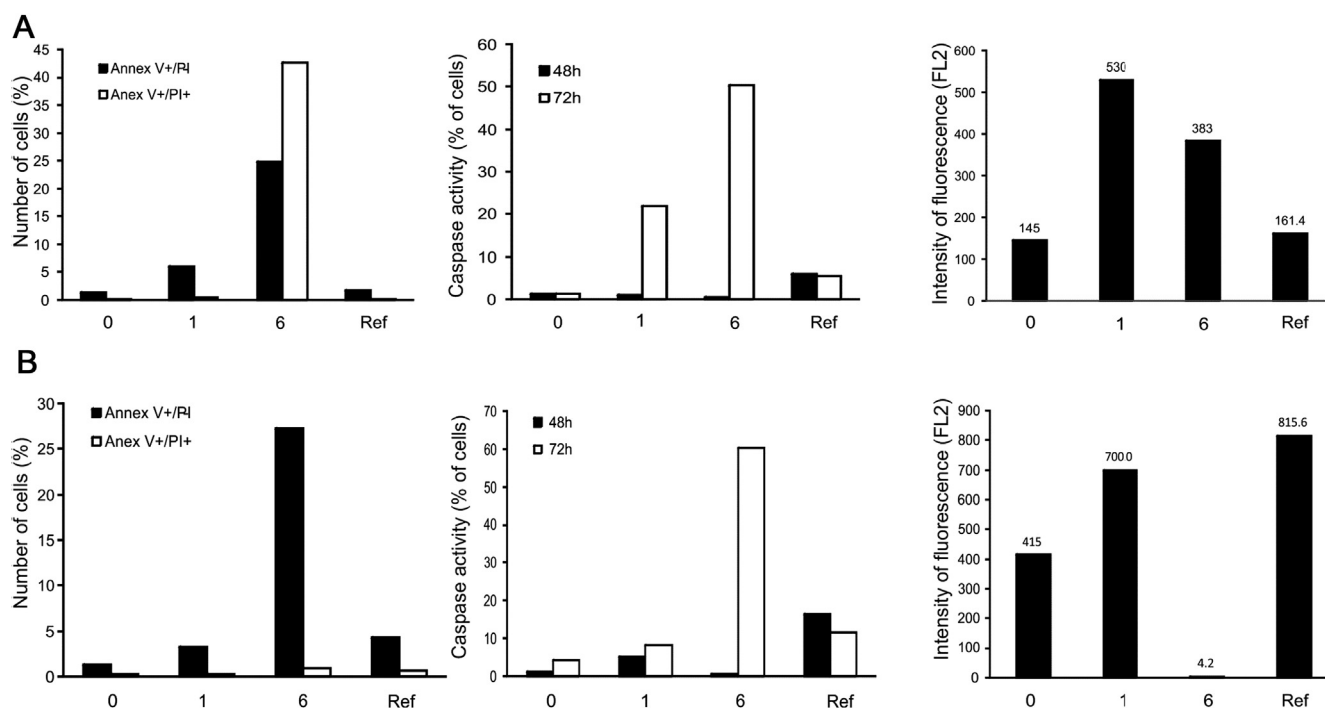 A
Number of cells (%)
45
40
35
30
25
20
15
10
5
0
Annex V+/PI
Anex V+/PI+
0 1 6 Ref
Caspase activity (% of cells)
60
50
40
30
20
10
0
48h
72h
0 1 6 Ref
Intensity of fluorescence (FL2)
600
500
400
300
200
100
0
145
530
383
161.4
0 1 6 Ref
B
Number of cells (%)
30
25
20
15
10
5
0
Annex V+/PI
Anex V+/PI+
0 1 6 Ref
Caspase activity (% of cells)
70
60
50
40
30
20
10
0
48h
72h
0 1 6 Ref
Intensity of fluorescence (FL2)
900
800
700
600
500
400
300
200
100
0
415
7000
4.2
815.6
0 1 6 Ref